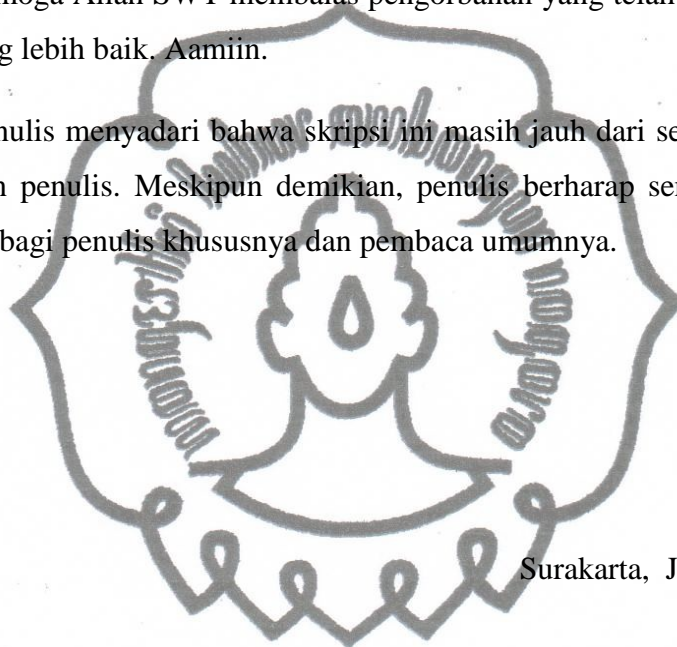 moga Allah SWT membalas pengorbanan yang telah
g lebih baik. Aamiin.
nulis menyadari bahwa skripsi ini masih jauh dari se
n penulis. Meskipun demikian, penulis berharap se
bagi penulis khususnya dan pembaca umumnya.
Surakarta, J